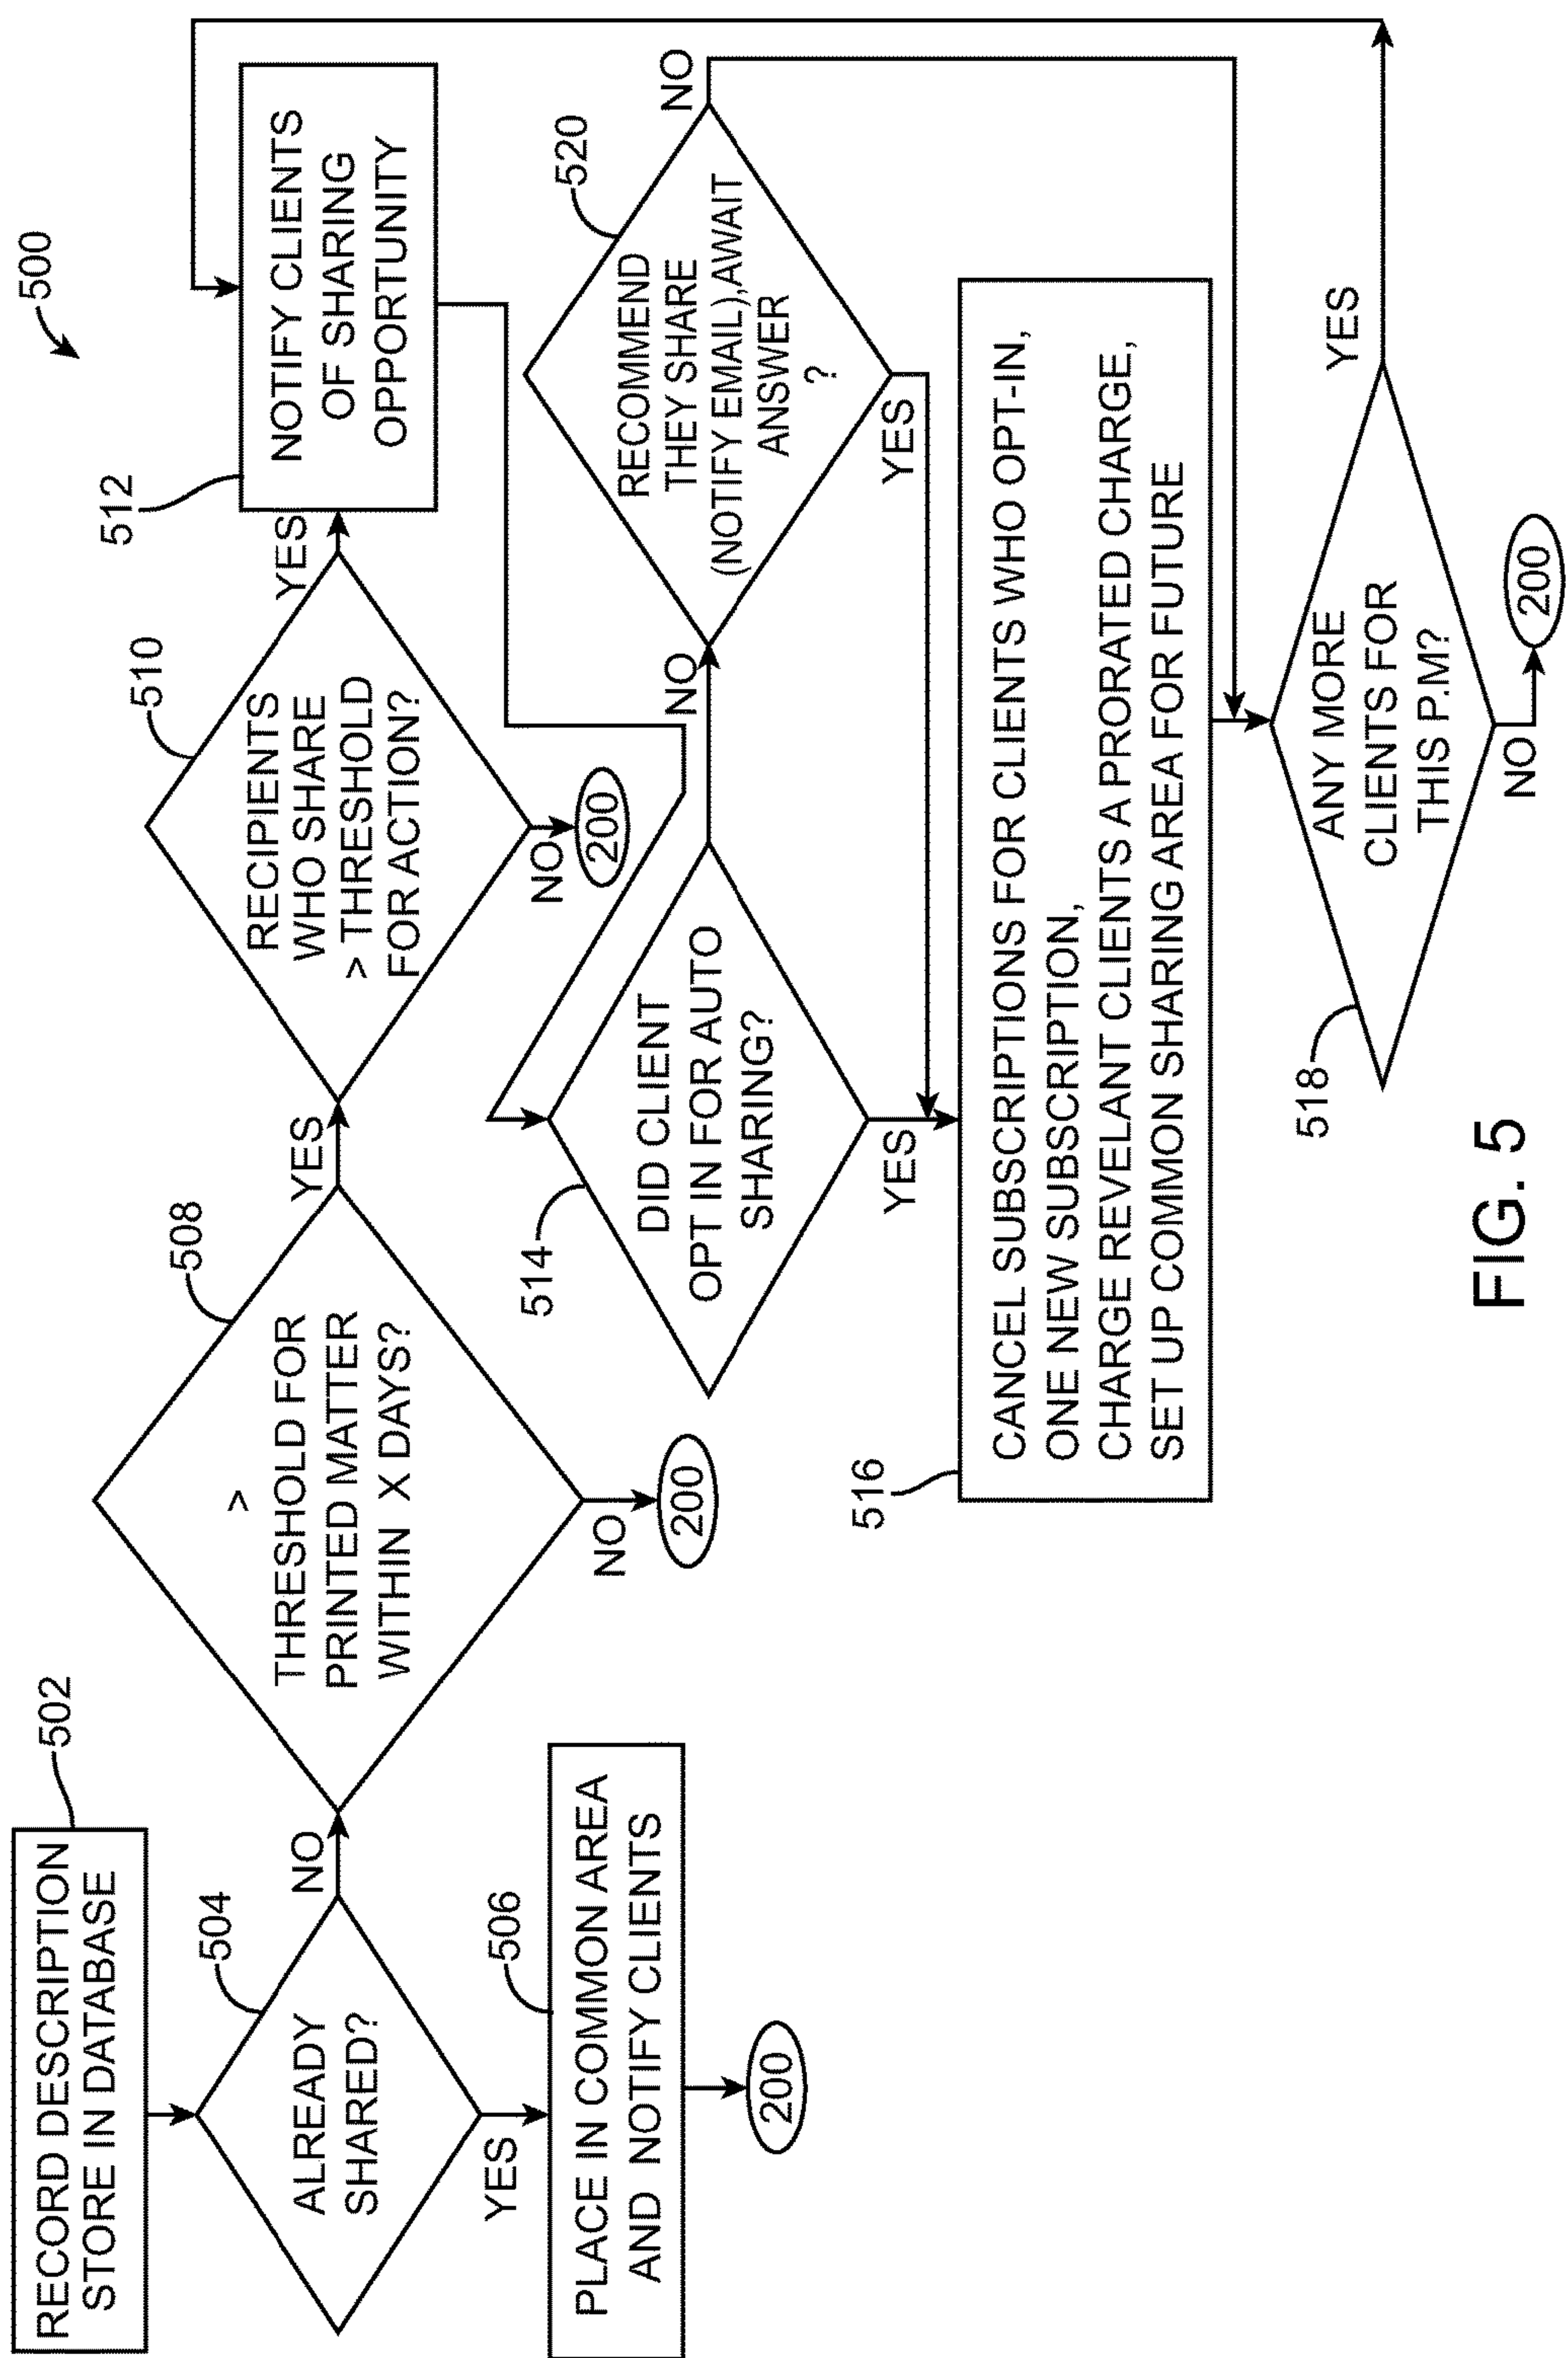 500
502
RECORD DESCRIPTION
STORE IN DATABASE
504
ALREADY
SHARED?
NO
YES
506
PLACE IN COMMON AREA
AND NOTIFY CLIENTS
200
508
>
THRESHOLD FOR
PRINTED MATTER
WITHIN X DAYS?
YES
NO
200
510
RECIPIENTS
WHO SHARE
> THRESHOLD
FOR ACTION?
YES
NO
200
512
NOTIFY CLIENTS
OF SHARING
OPPORTUNITY
514
DID CLIENT
OPT IN FOR AUTO
SHARING?
NO
YES
520
RECOMMEND
THEY SHARE
(NOTIFY EMAIL),AWAIT
ANSWER
?
NO
YES
516
CANCEL SUBSCRIPTIONS FOR CLIENTS WHO OPT-IN,
ONE NEW SUBSCRIPTION,
CHARGE REVELANT CLIENTS A PRORATED CHARGE,
SET UP COMMON SHARING AREA FOR FUTURE
518
ANY MORE
CLIENTS FOR
THIS P.M?
YES
NO
200
FIG. 5